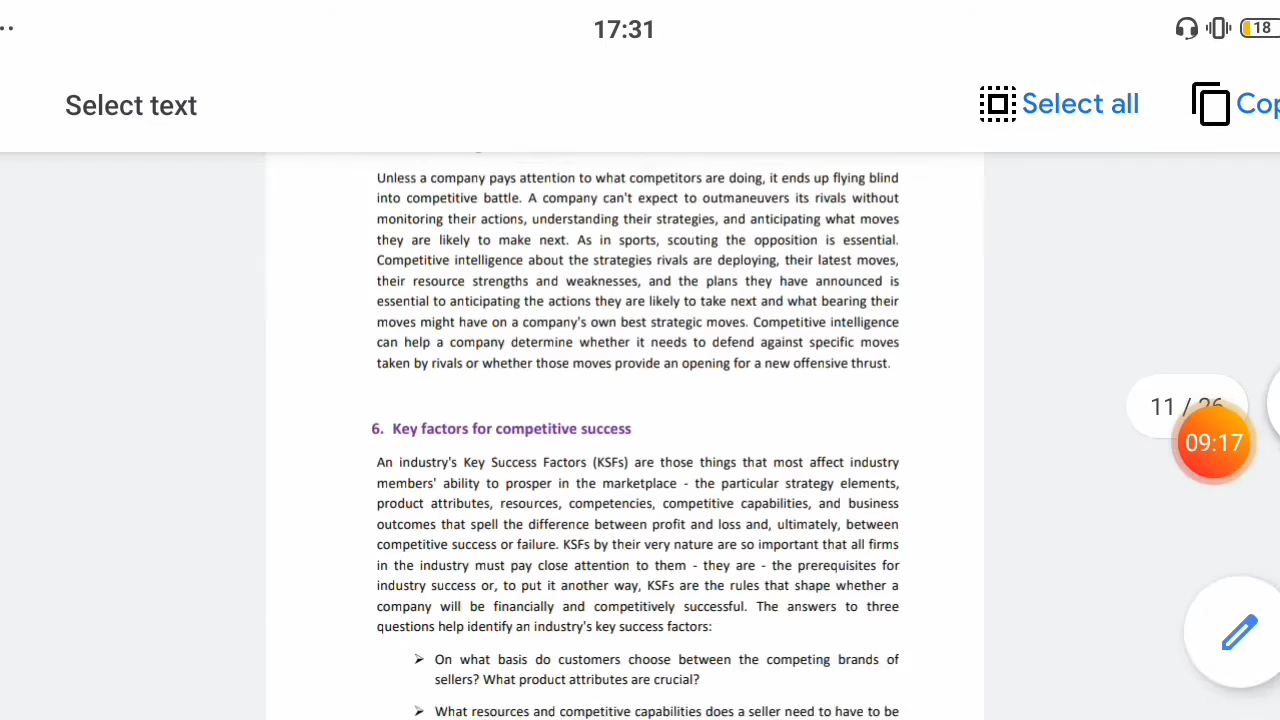 17:31
18
Select text
Select all
Cop
Unless a company pays attention to what competitors are doing, it ends up flying blind
into competitive battle. A company can't expect to outmaneuvers its rivals without
monitoring their actions, understanding their strategies, and anticipating what moves
they are likely to make next. As in sports, scouting the opposition is essential.
Competitive intelligence about the strategies rivals are deploying, their latest moves,
their resource strengths and weaknesses, and the plans they have announced is
essential to anticipating the actions they are likely to take next and what bearing their
moves might have on a company's own best strategic moves. Competitive intelligence
can help a company determine whether it needs to defend against specific moves
taken by rivals or whether those moves provide an opening for a new offensive thrust.
11 / 26
09:17
6. Key factors for competitive success
An industry's Key Success Factors (KSFs) are those things that most affect industry
members' ability to prosper in the marketplace - the particular strategy elements,
product attributes, resources, competencies, competitive capabilities, and business
outcomes that spell the difference between profit and loss and, ultimately, between
competitive success or failure. KSFs by their very nature are so important that all firms
in the industry must pay close attention to them - they are - the prerequisites for
industry success or, to put it another way, KSFs are the rules that shape whether a
company will be financially and competitively successful. The answers to three
questions help identify an industry's key success factors:
➢ On what basis do customers choose between the competing brands of
sellers? What product attributes are crucial?
➢ What resources and competitive capabilities does a seller need to have to be